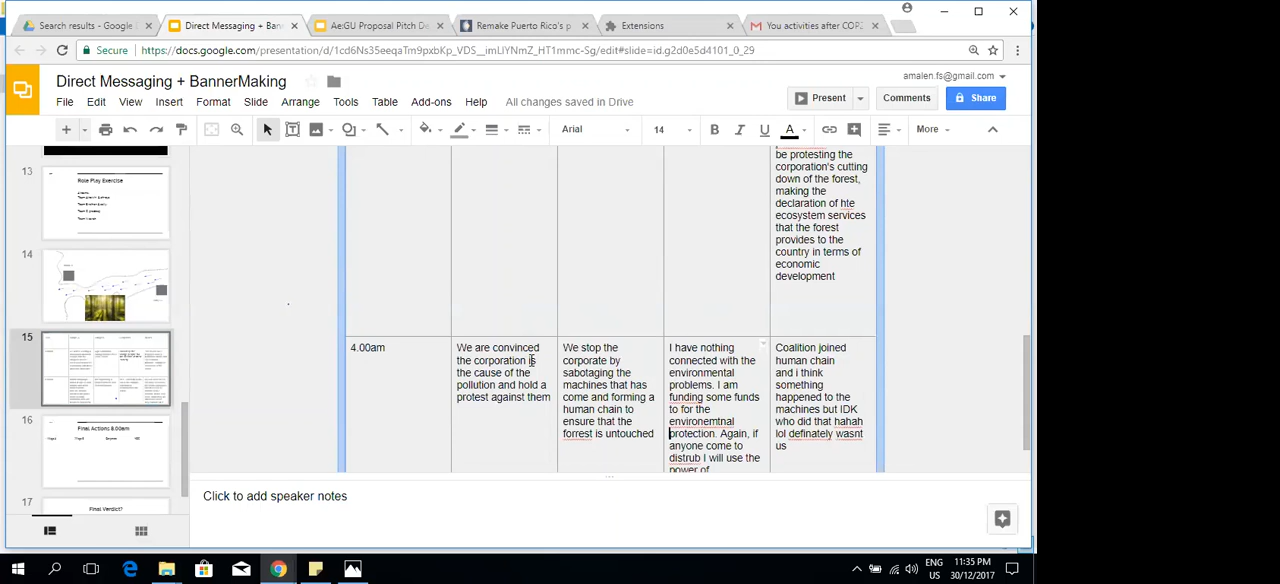 Search results - Google
Direct Messaging + Ban
Ae:GU Proposal Pitch De
Remake Puerto Rico's p
Extensions
You activities after COP2
Secure
https://docs.google.com/presentation/d/1cd6Ns35eeqaTm9pxbKp_VDS__imLIYNmZ_HT1mmc-Sg/edit#slide=id.g2d0e5d4101_0_29
Direct Messaging + BannerMaking
amalen.fs@gmail.com
File Edit View Insert Format Slide Arrange Tools Table Add-ons Help All changes saved in Drive
Present
Comments
Share
Arial 14 B I U A More
13
Role Play Exercise
14
15
16
Final Actions 8.00am
17
Final Verdict?
be protesting the
corporation's cutting
down of the forest,
making the
declaration of hte
ecosystem services
that the forest
provides to the
country in terms of
economic
development
4.00am
We are convinced
the corporation is
the cause of the
pollution and hold a
protest against them
We stop the
corporate by
sabotaging the
machines that has
come and forming a
human chain to
ensure that the
forrest is untouched
I have nothing
connected with the
environmental
problems. I am
funding some funds
to for the
environemtnal
protection. Again, if
anyone come to
distrub I will use the
power of
Coalition joined
human chain
and i think
something
happened to the
machines but IDK
who did that hahah
lol definately wasnt
us
Click to add speaker notes
ENG
US
11:35 PM
30/12/2017